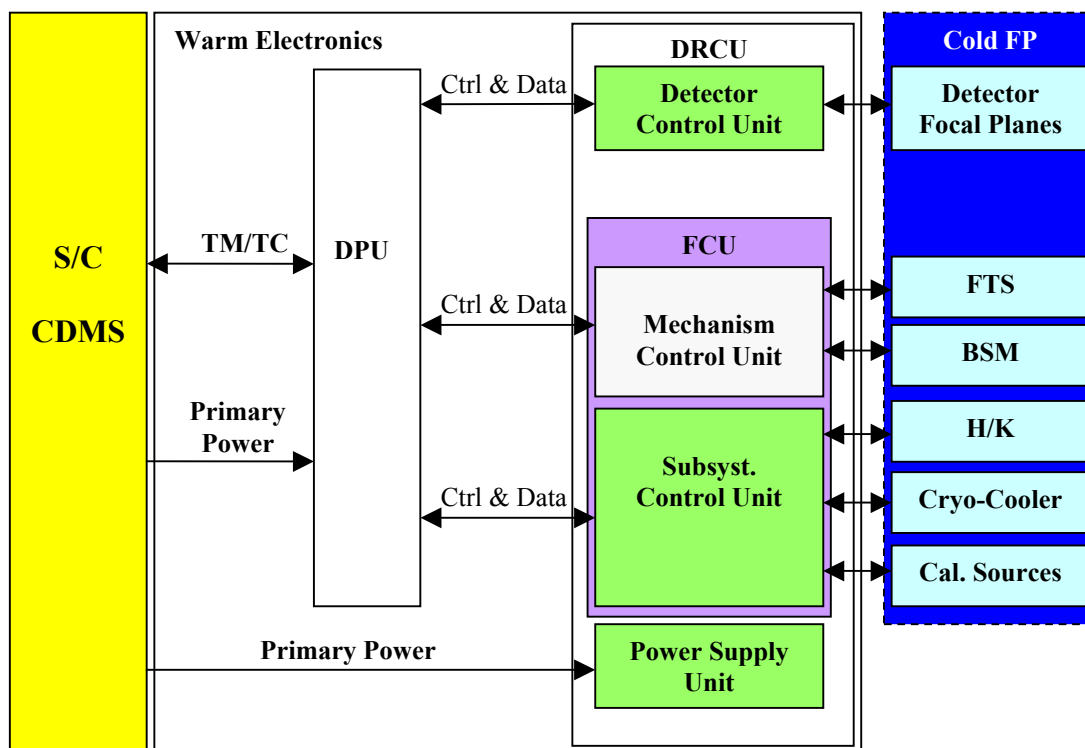 S/C
CDMS
Warm Electronics
TM/TC
Primary
Power
Primary Power
DPU
Ctrl & Data
Ctrl & Data
Ctrl & Data
DRCU
Detector
Control Unit
FCU
Mechanism
Control Unit
Subsyst.
Control Unit
Power Supply
Unit
Cold FP
Detector
Focal Planes
FTS
BSM
H/K
Cryo-Cooler
Cal. Sources